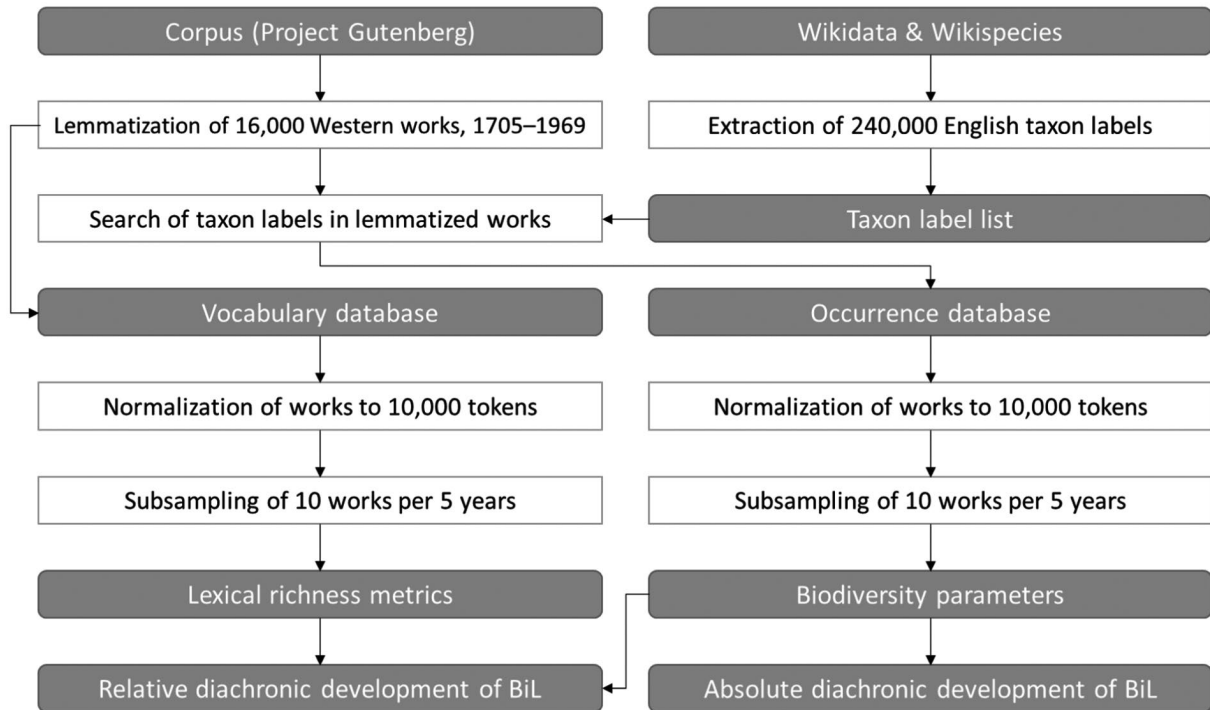 Corpus (Project Gutenberg)
Wikidata & Wikispecies
Lemmatization of 16,000 Western works, 1705–1969
Extraction of 240,000 English taxon labels
Search of taxon labels in lemmatized works
Taxon label list
Vocabulary database
Occurrence database
Normalization of works to 10,000 tokens
Normalization of works to 10,000 tokens
Subsampling of 10 works per 5 years
Subsampling of 10 works per 5 years
Lexical richness metrics
Biodiversity parameters
Relative diachronic development of BiL
Absolute diachronic development of BiL